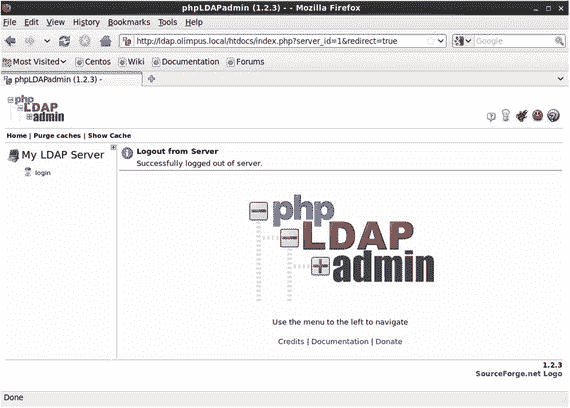 phpLDAPadmin (1.2.3) - - Mozilla Firefox
File Edit View History Bookmarks Tools Help
http://ldap.olimpus.local/htdocs/index.php?server_id=1&redirect=true
Google
Most Visited Centos Wiki Documentation Forums
phpLDAPadmin (1.2.3) -
php
LDAP
admin
Home | Purge caches | Show Cache
My LDAP Server
login
Logout from Server
Successfully logged out of server.
php
LDAP
admin
Use the menu to the left to navigate
Credits | Documentation | Donate
1.2.3
SourceForge.net Logo
Done